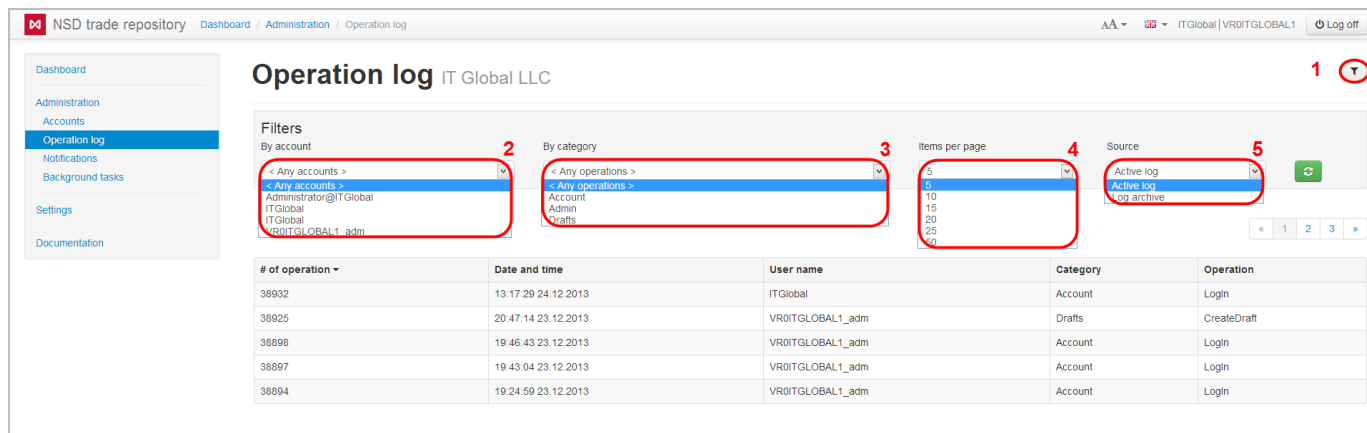 NSD trade repository Dashboard / Administration / Operation log AA ITGlobal | VR0ITGLOBAL1 Log off
Dashboard
Administration
Accounts
Operation log
Notifications
Background tasks
Settings
Documentation
Operation log IT Global LLC 1
Filters
By account 2 By category 3 Items per page 4 Source 5
< Any accounts > < Any operations > 5 Active log
< Any accounts > < Any operations > 5 Active log
Administrator@ITGlobal Account 10 Log archive
ITGlobal Admin 15
ITGlobal Drafts 20
VR0ITGLOBAL1_adm 25
50
« 1 2 3 »
# of operation Date and time User name Category Operation
38932 13:17:29 24.12.2013 ITGlobal Account LogIn
38925 20:47:14 23.12.2013 VR0ITGLOBAL1_adm Drafts CreateDraft
38898 19:46:43 23.12.2013 VR0ITGLOBAL1_adm Account LogIn
38897 19:43:04 23.12.2013 VR0ITGLOBAL1_adm Account LogIn
38894 19:24:59 23.12.2013 VR0ITGLOBAL1_adm Account LogIn